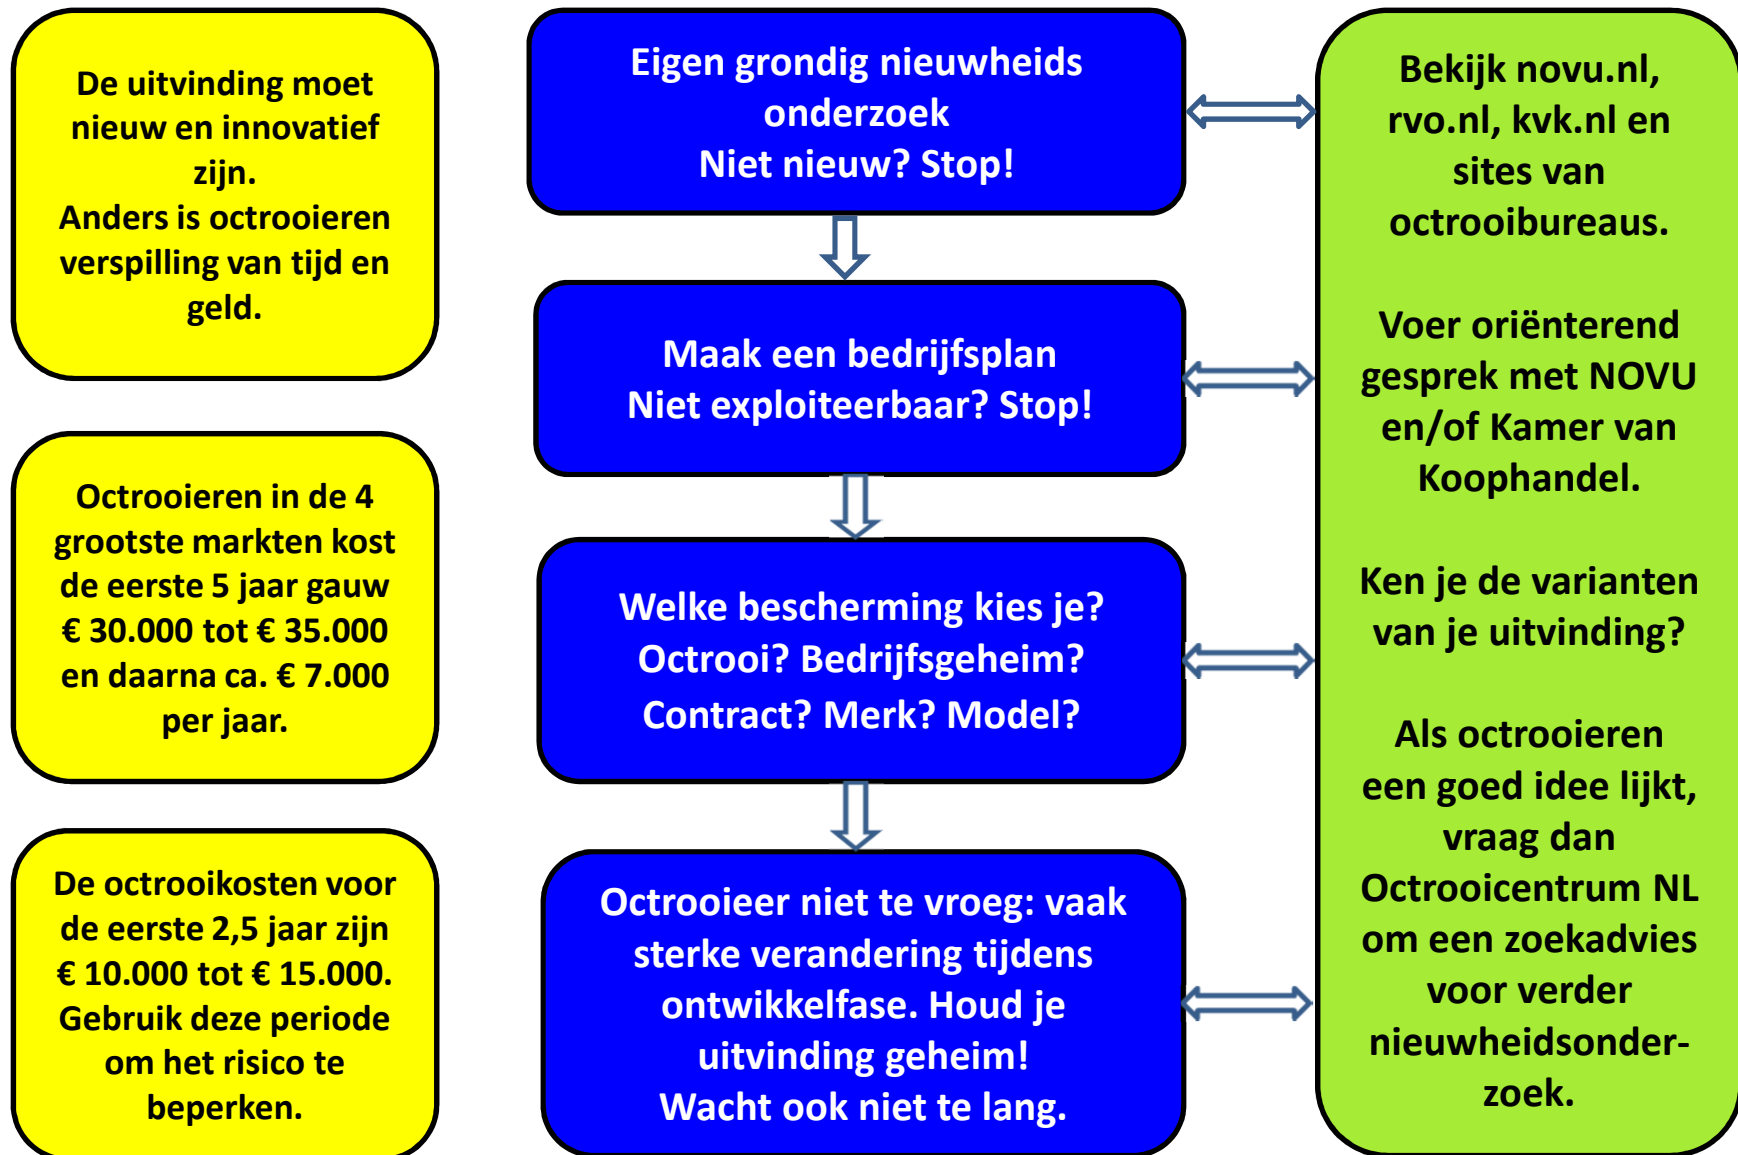 De uitvinding moet
nieuw en innovatief
zijn.
Anders is octrooieren
verspilling van tijd en
geld.
Octrooieren in de 4
grootste markten kost
de eerste 5 jaar gauw
€ 30.000 tot € 35.000
en daarna ca. € 7.000
per jaar.
De octrooikosten voor
de eerste 2,5 jaar zijn
€ 10.000 tot € 15.000.
Gebruik deze periode
om het risico te
beperken.
Eigen grondig nieuwheids
onderzoek
Niet nieuw? Stop!
Maak een bedrijfsplan
Niet exploiteerbaar? Stop!
Welke bescherming kies je?
Octrooi? Bedrijfsgeheim?
Contract? Merk? Model?
Octrooieer niet te vroeg: vaak
sterke verandering tijdens
ontwikkelfase. Houd je
uitvinding geheim!
Wacht ook niet te lang.
Bekijk novu.nl,
rvo.nl, kvk.nl en
sites van
octrooibureaus.
Voer oriënterend
gesprek met NOVU
en/of Kamer van
Koophandel.
Ken je de varianten
van je uitvinding?
Als octrooieren
een goed idee lijkt,
vraag dan
Octrooicentrum NL
om een zoekadvies
voor verder
nieuwheidsonder-
zoek.